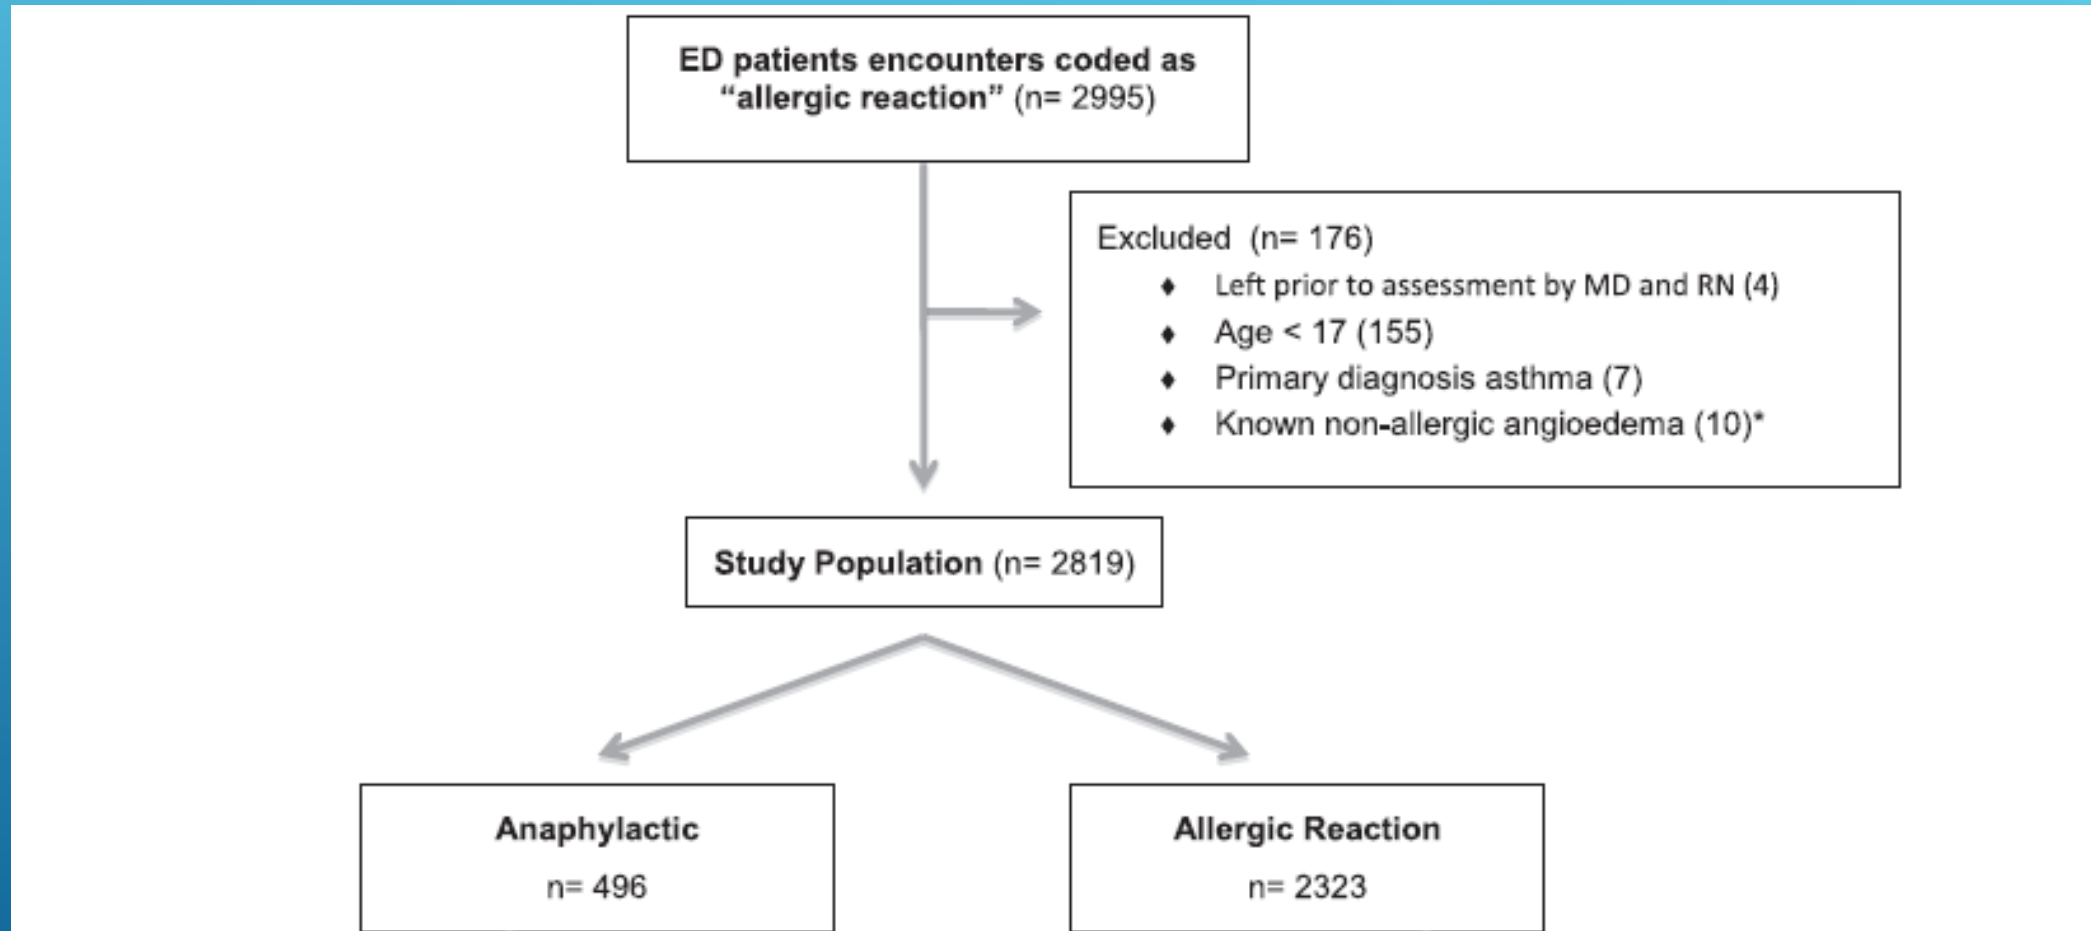 ED patients encounters coded as
“allergic reaction” (n= 2995)
Excluded (n= 176)
♦ Left prior to assessment by MD and RN (4)
♦ Age < 17 (155)
♦ Primary diagnosis asthma (7)
♦ Known non-allergic angioedema (10)*
Study Population (n= 2819)
Anaphylactic
n= 496
Allergic Reaction
n= 2323